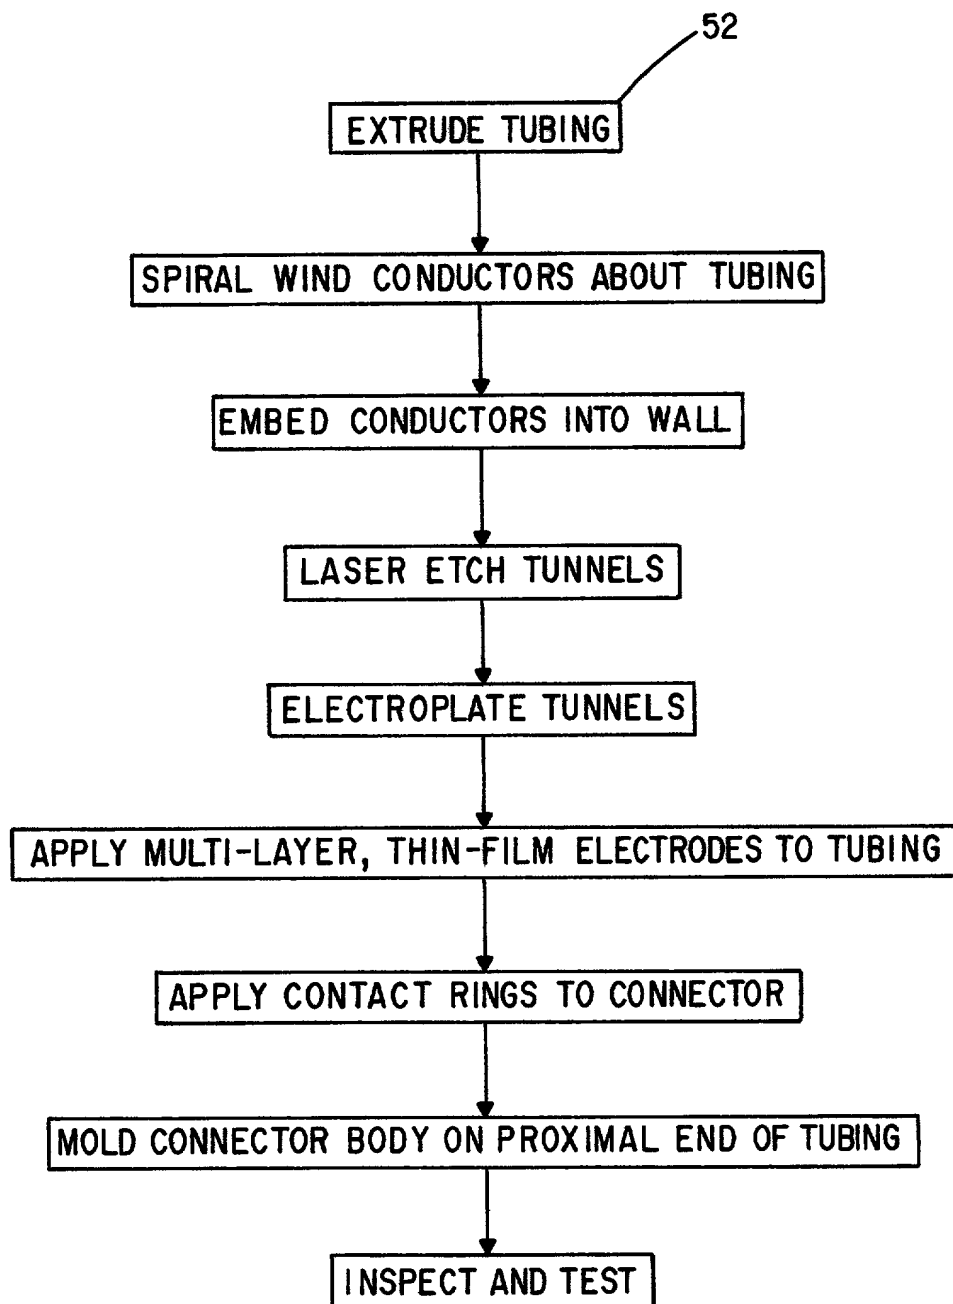 52
EXTRUDE TUBING
SPIRAL WIND CONDUCTORS ABOUT TUBING
EMBED CONDUCTORS INTO WALL
LASER ETCH TUNNELS
ELECTROPLATE TUNNELS
APPLY MULTI-LAYER, THIN-FILM ELECTRODES TO TUBING
APPLY CONTACT RINGS TO CONNECTOR
MOLD CONNECTOR BODY ON PROXIMAL END OF TUBING
INSPECT AND TEST